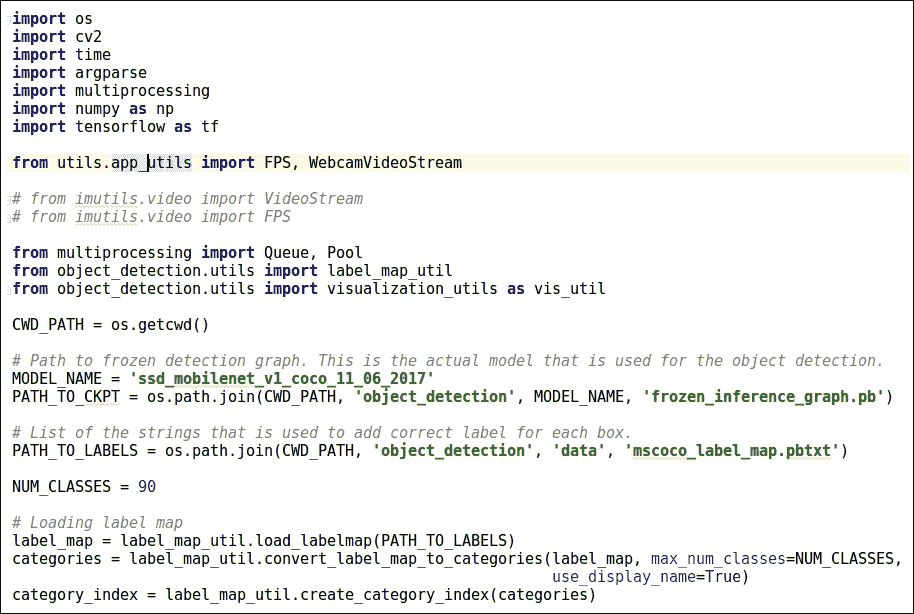 import os
import cv2
import time
import argparse
import multiprocessing
import numpy as np
import tensorflow as tf
from utils.app_utils import FPS, WebcamVideoStream
# from imutils.video import VideoStream
# from imutils.video import FPS
from multiprocessing import Queue, Pool
from object_detection.utils import label_map_util
from object_detection.utils import visualization_utils as vis_util
CWD_PATH = os.getcwd()
# Path to frozen detection graph. This is the actual model that is used for the object detection.
MODEL_NAME = 'ssd_mobilenet_v1_coco_11_06_2017'
PATH_TO_CKPT = os.path.join(CWD_PATH, 'object_detection', MODEL_NAME, 'frozen_inference_graph.pb')
# List of the strings that is used to add correct label for each box.
PATH_TO_LABELS = os.path.join(CWD_PATH, 'object_detection', 'data', 'mscoco_label_map.pbtxt')
NUM_CLASSES = 90
# Loading label map
label_map = label_map_util.load_labelmap(PATH_TO_LABELS)
categories = label_map_util.convert_label_map_to_categories(label_map, max_num_classes=NUM_CLASSES,
use_display_name=True)
category_index = label_map_util.create_category_index(categories)